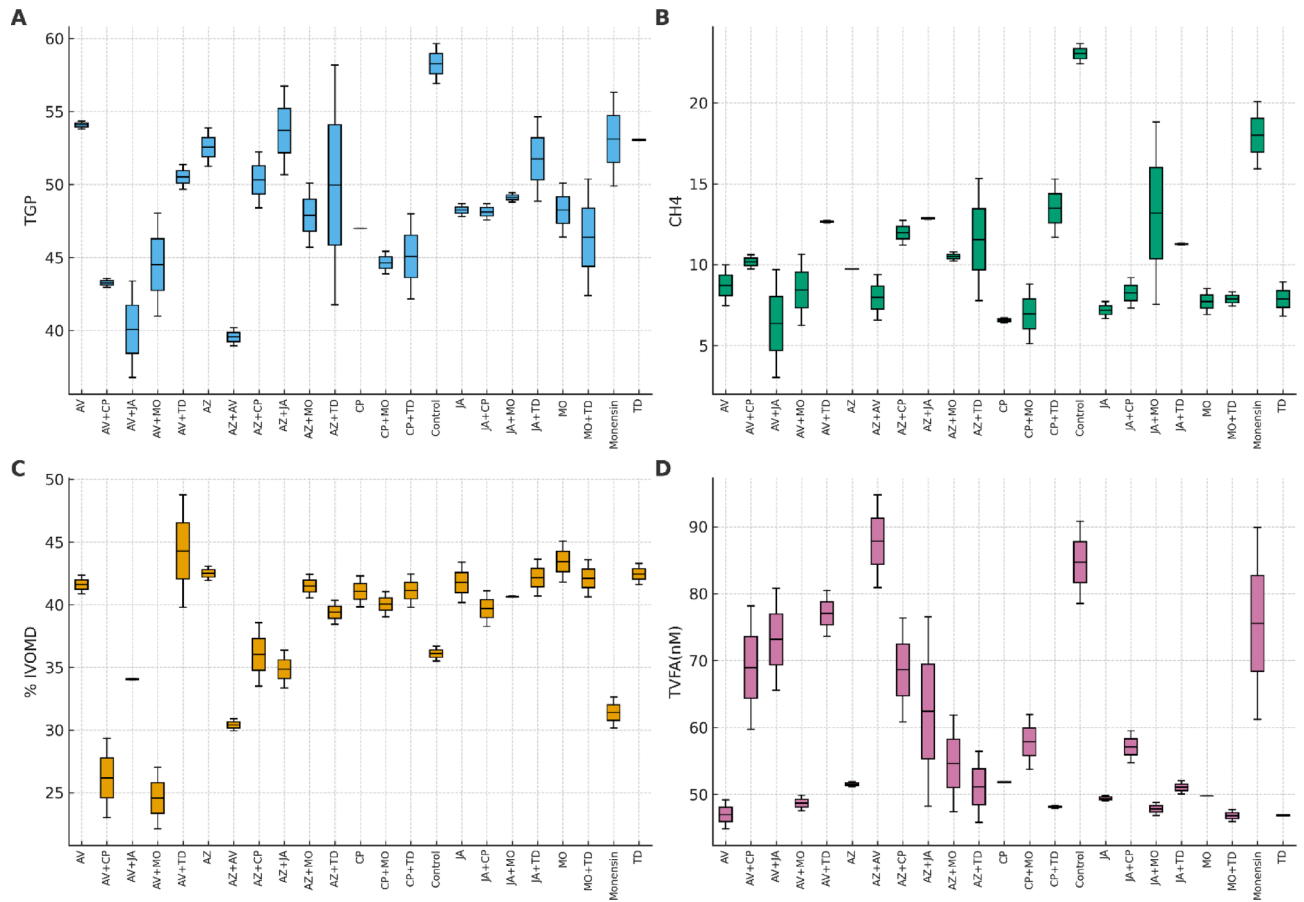 A
TGP
60
55
50
45
40
AV
AV+CP
AV+JA
AV+MO
AV+TD
AZ
AZ+AV
AZ+CP
AZ+JA
AZ+MO
AZ+TD
CP
CP+MO
CP+TD
Control
JA
JA+CP
JA+MO
JA+TD
MO
MO+TD
Monensin
TD
B
CH4
20
15
10
5
AV
AV+CP
AV+JA
AV+MO
AV+TD
AZ
AZ+AV
AZ+CP
AZ+JA
AZ+MO
AZ+TD
CP
CP+MO
CP+TD
Control
JA
JA+CP
JA+MO
JA+TD
MO
MO+TD
Monensin
TD
C
% IVOMD
50
45
40
35
30
25
AV
AV+CP
AV+JA
AV+MO
AV+TD
AZ
AZ+AV
AZ+CP
AZ+JA
AZ+MO
AZ+TD
CP
CP+MO
CP+TD
Control
JA
JA+CP
JA+MO
JA+TD
MO
MO+TD
Monensin
TD
D
TVFA(nM)
90
80
70
60
50
AV
AV+CP
AV+JA
AV+MO
AV+TD
AZ
AZ+AV
AZ+CP
AZ+JA
AZ+MO
AZ+TD
CP
CP+MO
CP+TD
Control
JA
JA+CP
JA+MO
JA+TD
MO
MO+TD
Monensin
TD